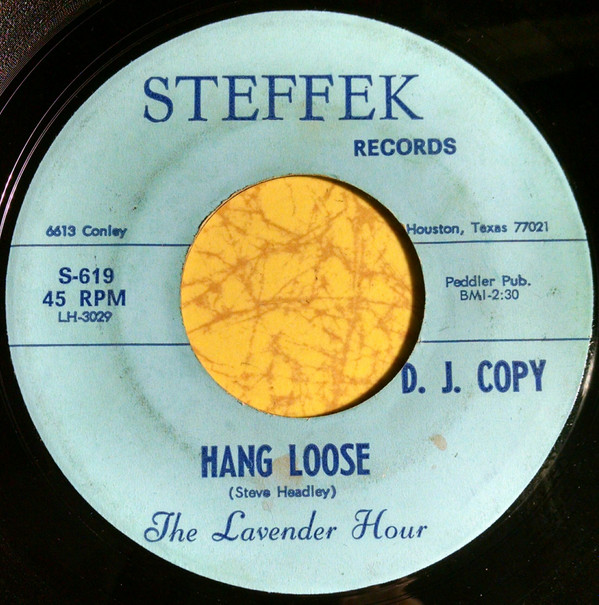 STEFFEK
RECORDS
6613 Conley
Houston, Texas 77021
S-619
45 RPM
LH-3029
Peddler Pub.
BMI-2:30
D. J. COPY
HANG LOOSE
(Steve Headley)
The Lavender Hour